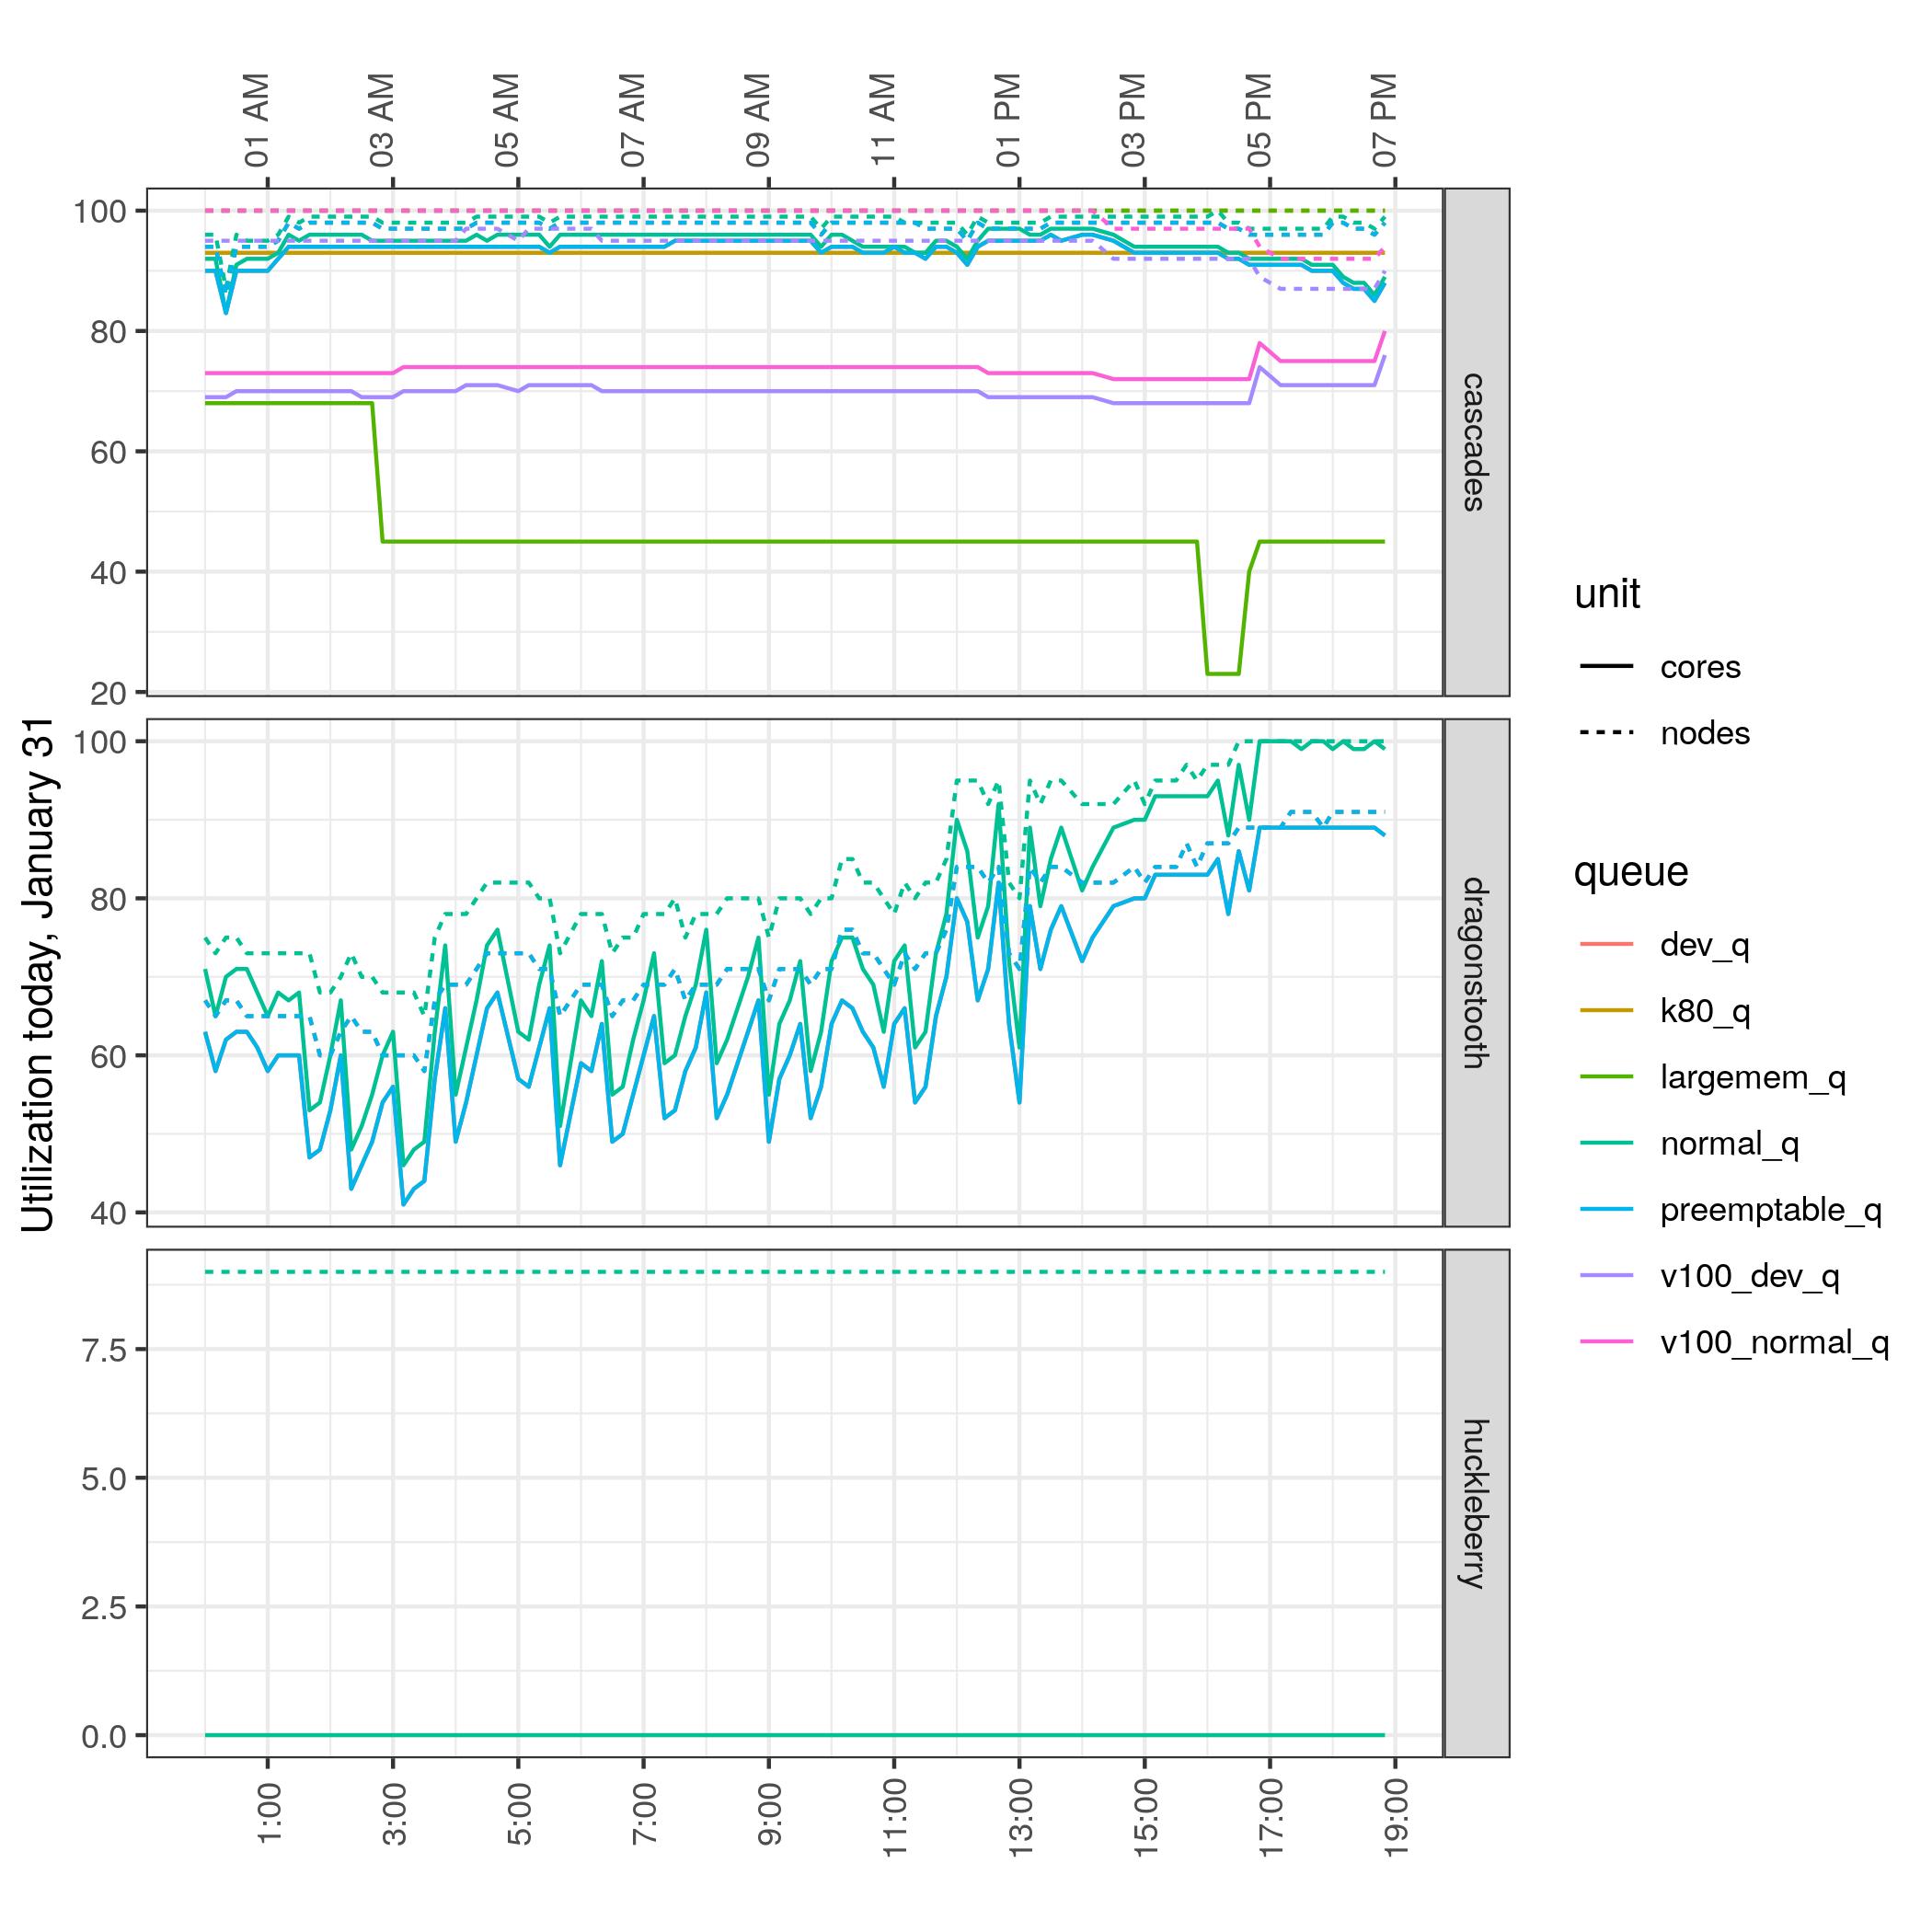 01 AM
03 AM
05 AM
07 AM
09 AM
11 AM
01 PM
03 PM
05 PM
07 PM
Utilization today, January 31
100
80
60
40
20
cascades
100
80
60
40
dragonstooth
7.5
5.0
2.5
0.0
huckleberry
1:00
3:00
5:00
7:00
9:00
11:00
13:00
15:00
17:00
19:00
unit
cores
nodes
queue
dev_q
k80_q
largemem_q
normal_q
preemptable_q
v100_dev_q
v100_normal_q